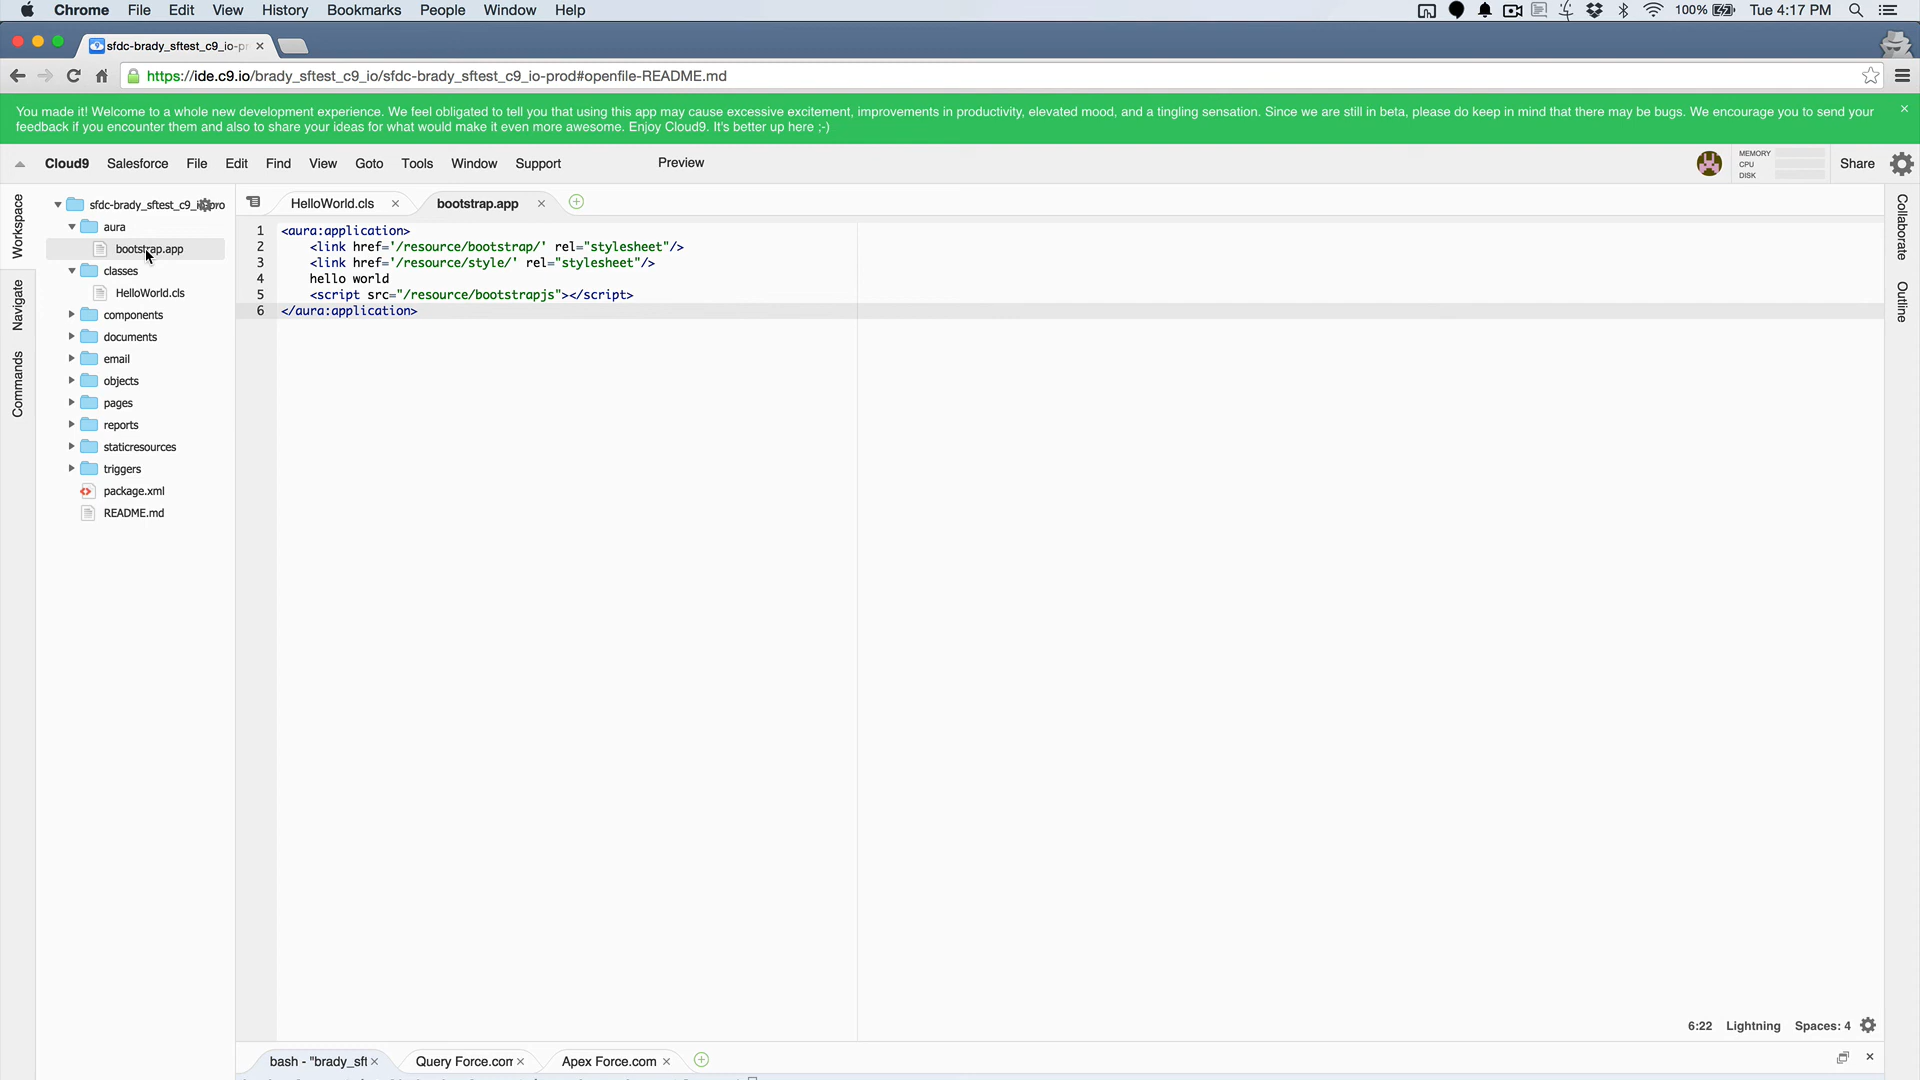 Chrome File Edit View History Bookmarks People Window Help
100% Tue 4:17 PM
sfdc-brady_sftest_c9_io-pr
https://ide.c9.io/brady_sftest_c9_io/sfdc-brady_sftest_c9_io-prod#openfile-README.md
You made it! Welcome to a whole new development experience. We feel obligated to tell you that using this app may cause excessive excitement, improvements in productivity, elevated mood, and a tingling sensation. Since we are still in beta, please do keep in mind that there may be bugs. We encourage you to send your
feedback if you encounter them and also to share your ideas for what would make it even more awesome. Enjoy Cloud9. It's better up here ;-)
Cloud9 Salesforce File Edit Find View Goto Tools Window Support Preview
MEMORY
CPU
DISK
Share
Workspace
Navigate
Commands
sfdc-brady_sftest_c9_
aura
bootstrap.app
classes
HelloWorld.cls
components
documents
email
objects
pages
reports
staticresources
triggers
package.xml
README.md
HelloWorld.cls bootstrap.app
1 <aura:application>
2 <link href='/resource/bootstrap/' rel="stylesheet"/>
3 <link href='/resource/style/' rel="stylesheet"/>
4 hello world
5 <script src="/resource/bootstrapjs"></script>
6 </aura:application>
Collaborate
Outline
6:22 Lightning Spaces: 4
bash - "brady_sft Query Force.com Apex Force.com